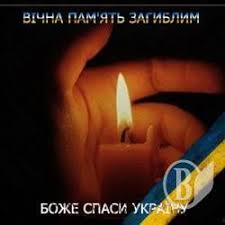 ВІЧНА ПАМ'ЯТЬ ЗАГИБЛИМ
БОЖЕ СПАСИ УКРАЇНУ